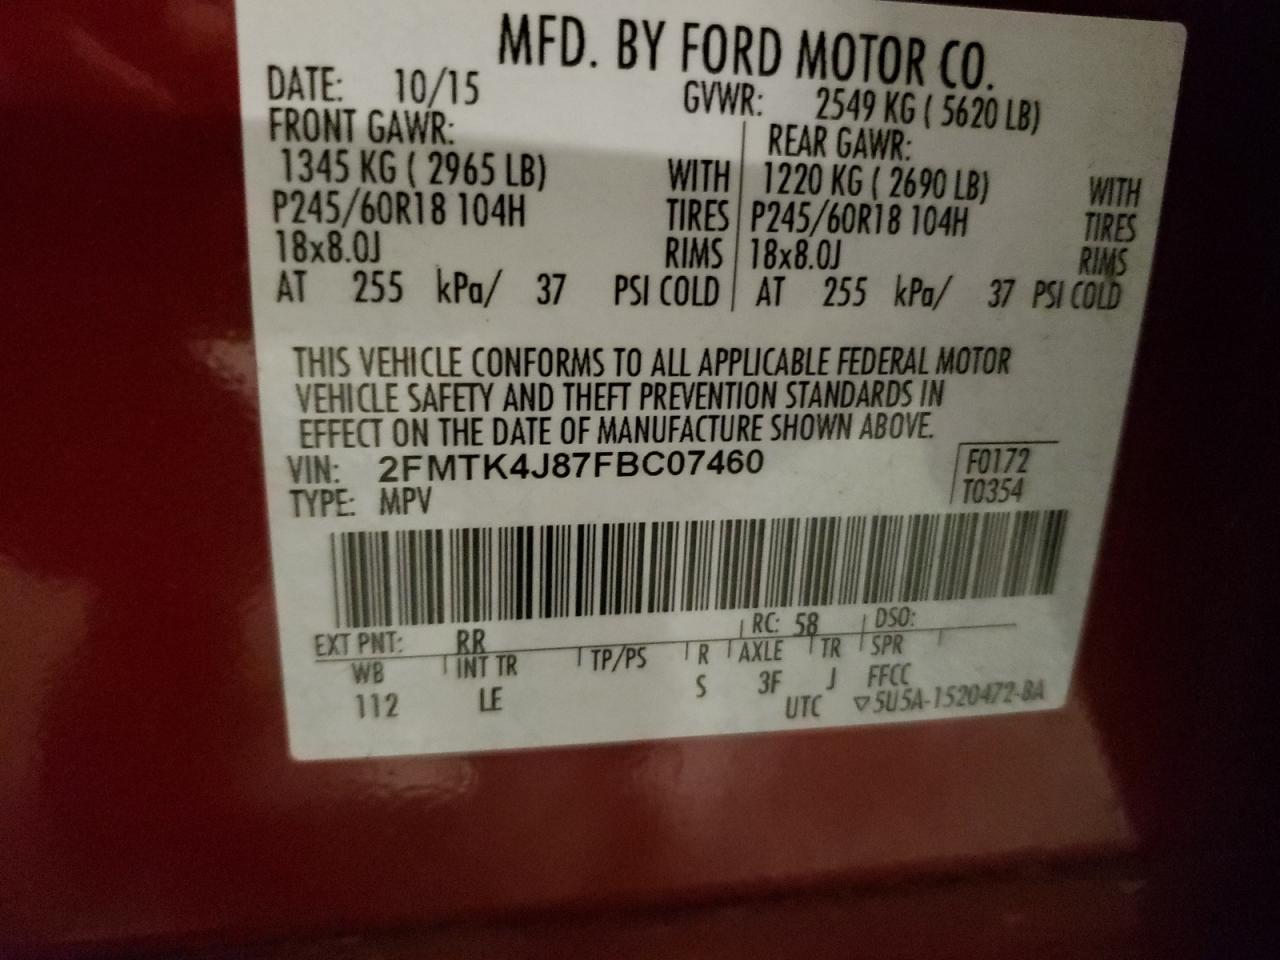 MFD. BY FORD MOTOR CO.
DATE: 10/15 GVWR: 2549 KG ( 5620 LB)
FRONT GAWR: REAR GAWR:
1345 KG ( 2965 LB) WITH 1220 KG ( 2690 LB) WITH
P245/60R18 104H TIRES P245/60R18 104H TIRES
18x8.0J RIMS 18x8.0J RIMS
AT 255 kPa/ 37 PSI COLD AT 255 kPa/ 37 PSI COLD
THIS VEHICLE CONFORMS TO ALL APPLICABLE FEDERAL MOTOR
VEHICLE SAFETY AND THEFT PREVENTION STANDARDS IN
EFFECT ON THE DATE OF MANUFACTURE SHOWN ABOVE.
VIN: 2FMTK4J87FBC07460 F0172
TYPE: MPV T0354
EXT PNT: RR RC: 58 DSO:
WB INT TR TP/PS R AXLE TR SPR
112 LE S 3F J FFCC
UTC ▽5U5A-1520472-BA